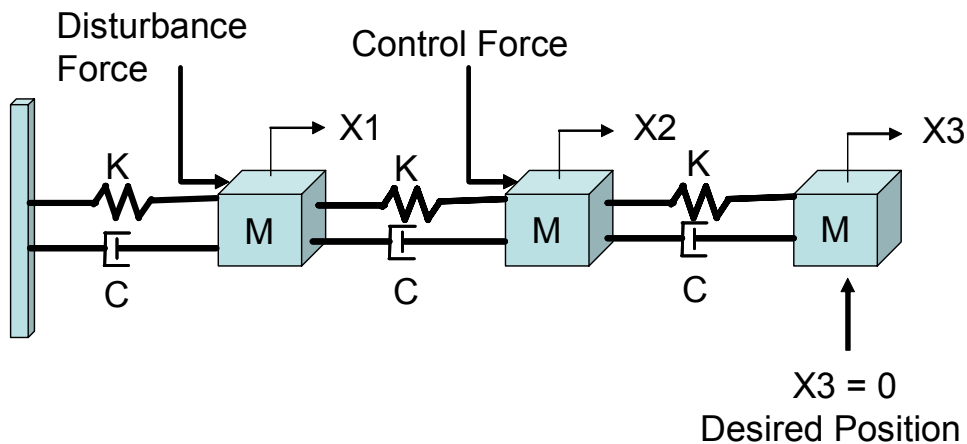 Disturbance
Force
Control Force
X1
X2
X3
K
K
K
M
M
M
C
C
C
X3 = 0
Desired Position